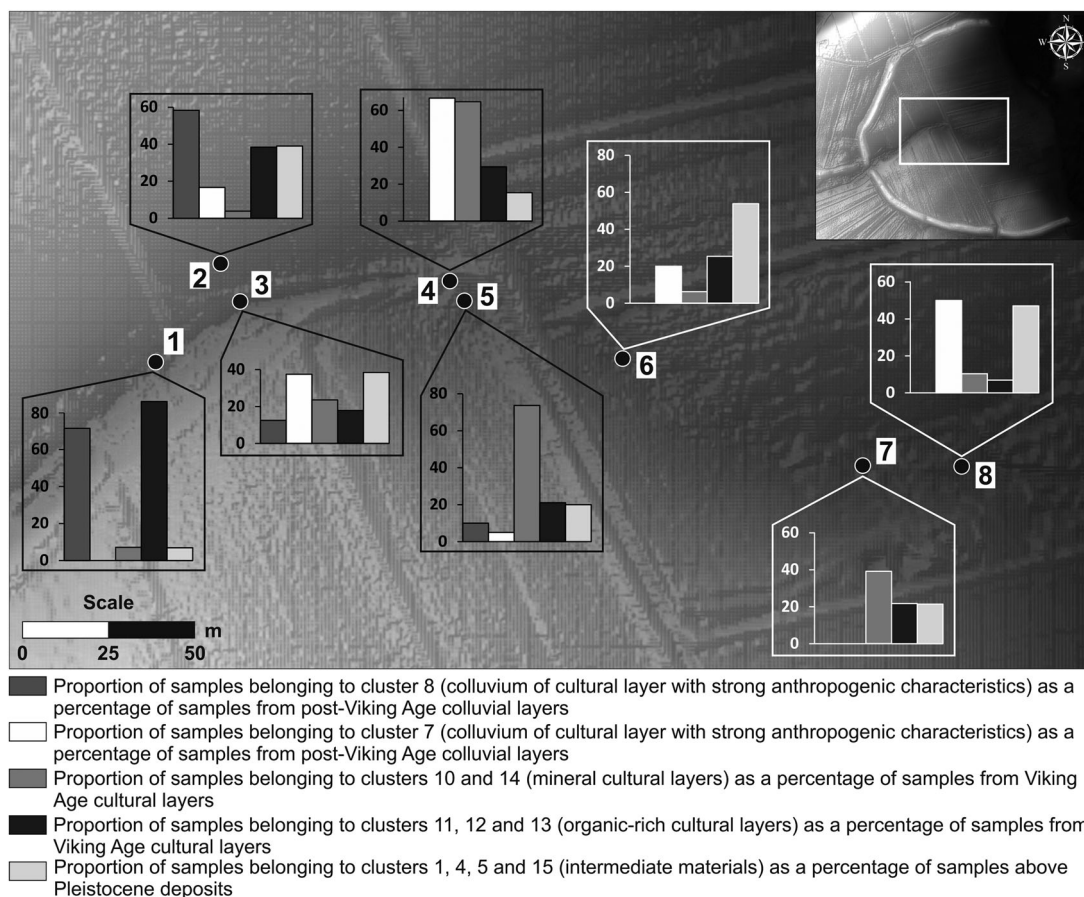 N
W
S
60
40
20
0
60
40
20
0
80
60
40
20
0
2
3
4
5
1
6
60
40
20
0
40
20
0
80
60
40
20
0
80
60
40
20
0
7
8
60
40
20
0
Scale
m
0 25 50
Proportion of samples belonging to cluster 8 (colluvium of cultural layer with strong anthropogenic characteristics) as a
percentage of samples from post-Viking Age colluvial layers
Proportion of samples belonging to cluster 7 (colluvium of cultural layer with strong anthropogenic characteristics) as a
percentage of samples from post-Viking Age colluvial layers
Proportion of samples belonging to clusters 10 and 14 (mineral cultural layers) as a percentage of samples from Viking
Age cultural layers
Proportion of samples belonging to clusters 11, 12 and 13 (organic-rich cultural layers) as a percentage of samples from
Viking Age cultural layers
Proportion of samples belonging to clusters 1, 4, 5 and 15 (intermediate materials) as a percentage of samples above
Pleistocene deposits